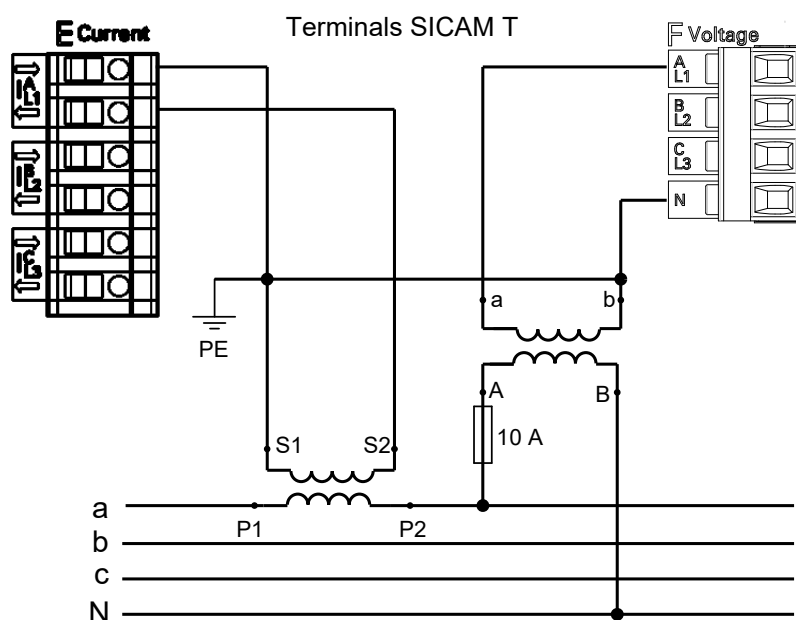 Terminals SICAM T
E Current
F Voltage
A
L1
B
L2
C
L3
N
I A L1
I B L2
I C L3
PE
a
b
A
B
10 A
S1
S2
P1
P2
a
b
c
N